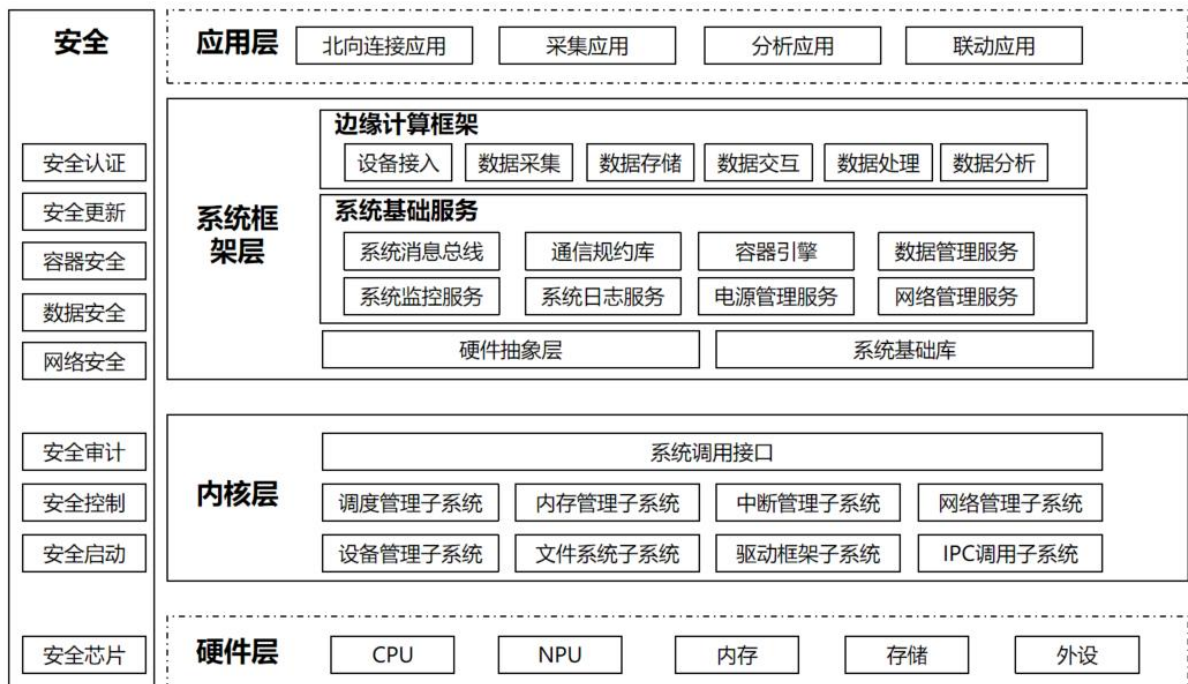 安全
安全认证
安全更新
容器安全
数据安全
网络安全
安全审计
安全控制
安全启动
安全芯片
应用层
北向连接应用 采集应用 分析应用 联动应用
系统框
架层
边缘计算框架
设备接入 数据采集 数据存储 数据交互 数据处理 数据分析
系统基础服务
系统消息总线 通信规约库 容器引擎 数据管理服务
系统监控服务 系统日志服务 电源管理服务 网络管理服务
硬件抽象层 系统基础库
内核层
系统调用接口
调度管理子系统 内存管理子系统 中断管理子系统 网络管理子系统
设备管理子系统 文件系统子系统 驱动框架子系统 IPC调用子系统
硬件层
CPU NPU 内存 存储 外设